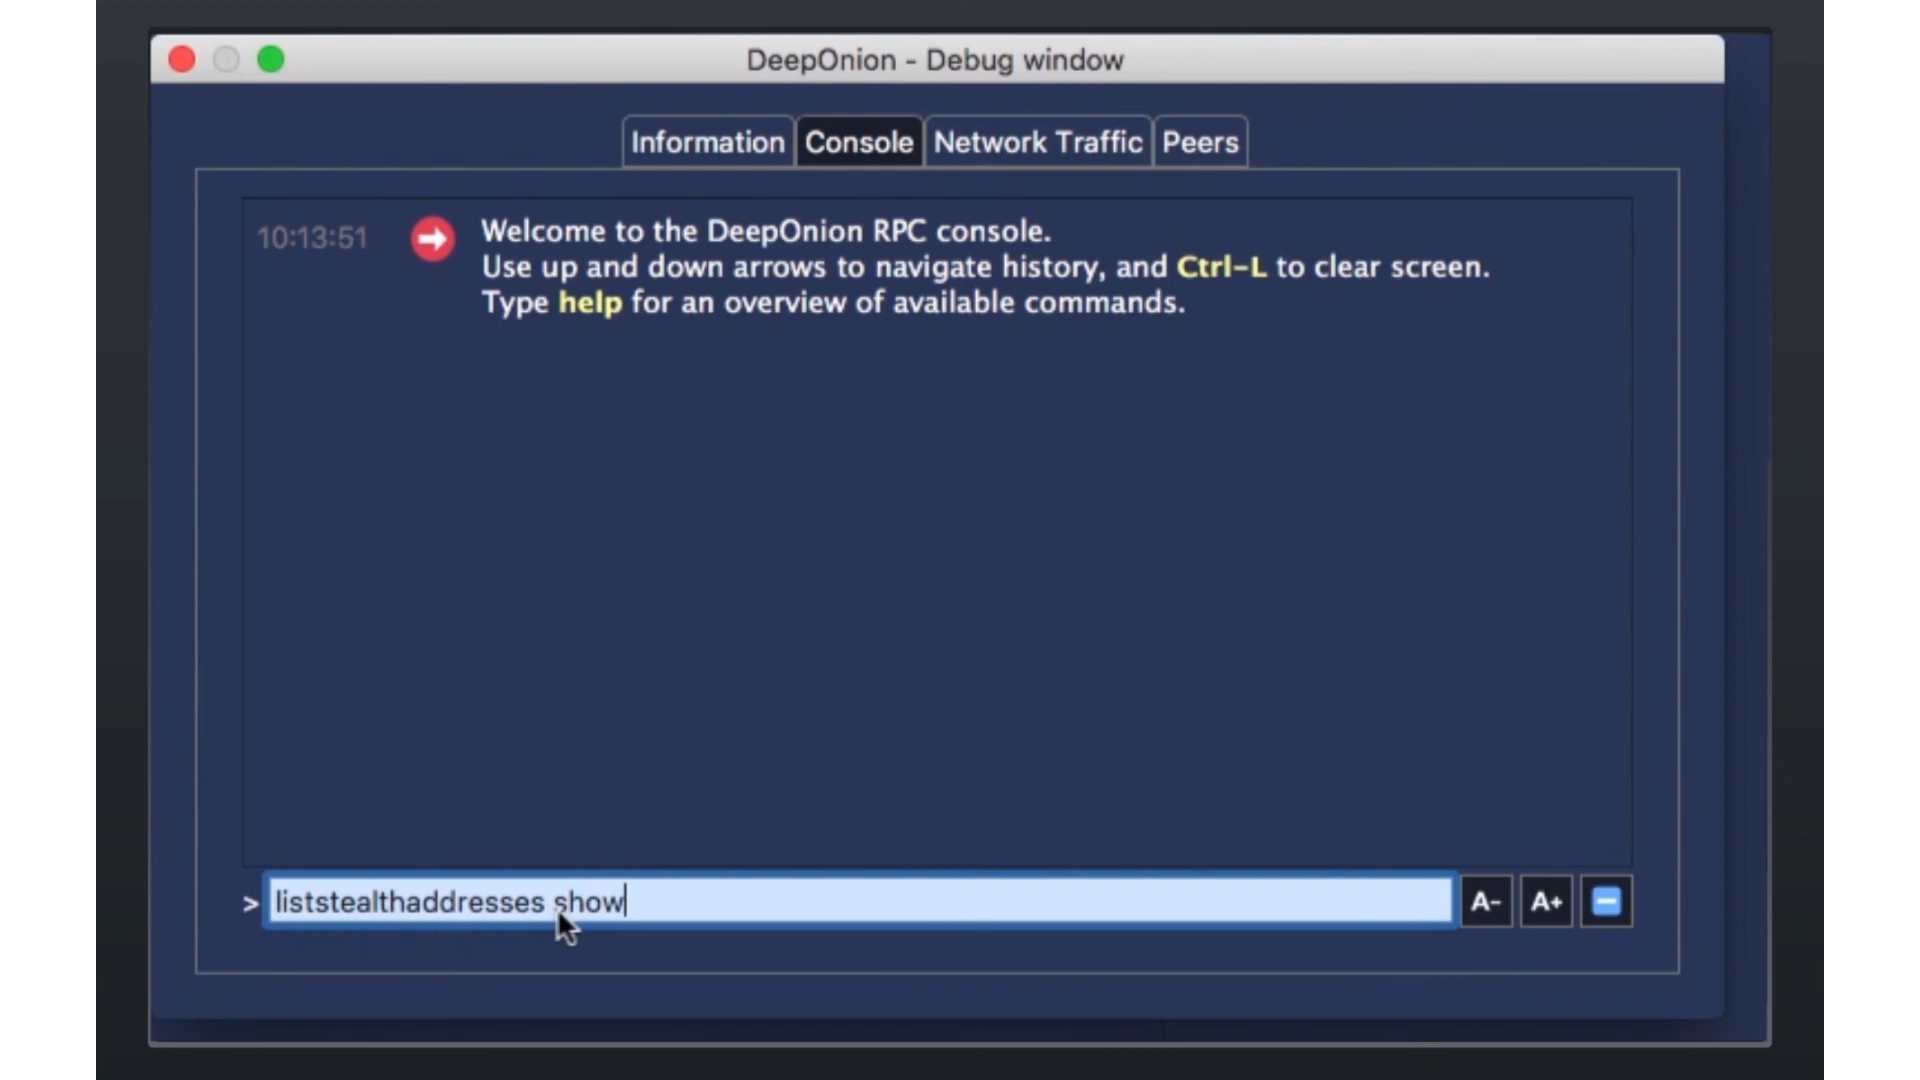 DeepOnion - Debug window
Information Console Network Traffic Peers
10:13:51
Welcome to the DeepOnion RPC console.
Use up and down arrows to navigate history, and Ctrl-L to clear screen.
Type help for an overview of available commands.
> liststealthaddresses show
A- A+